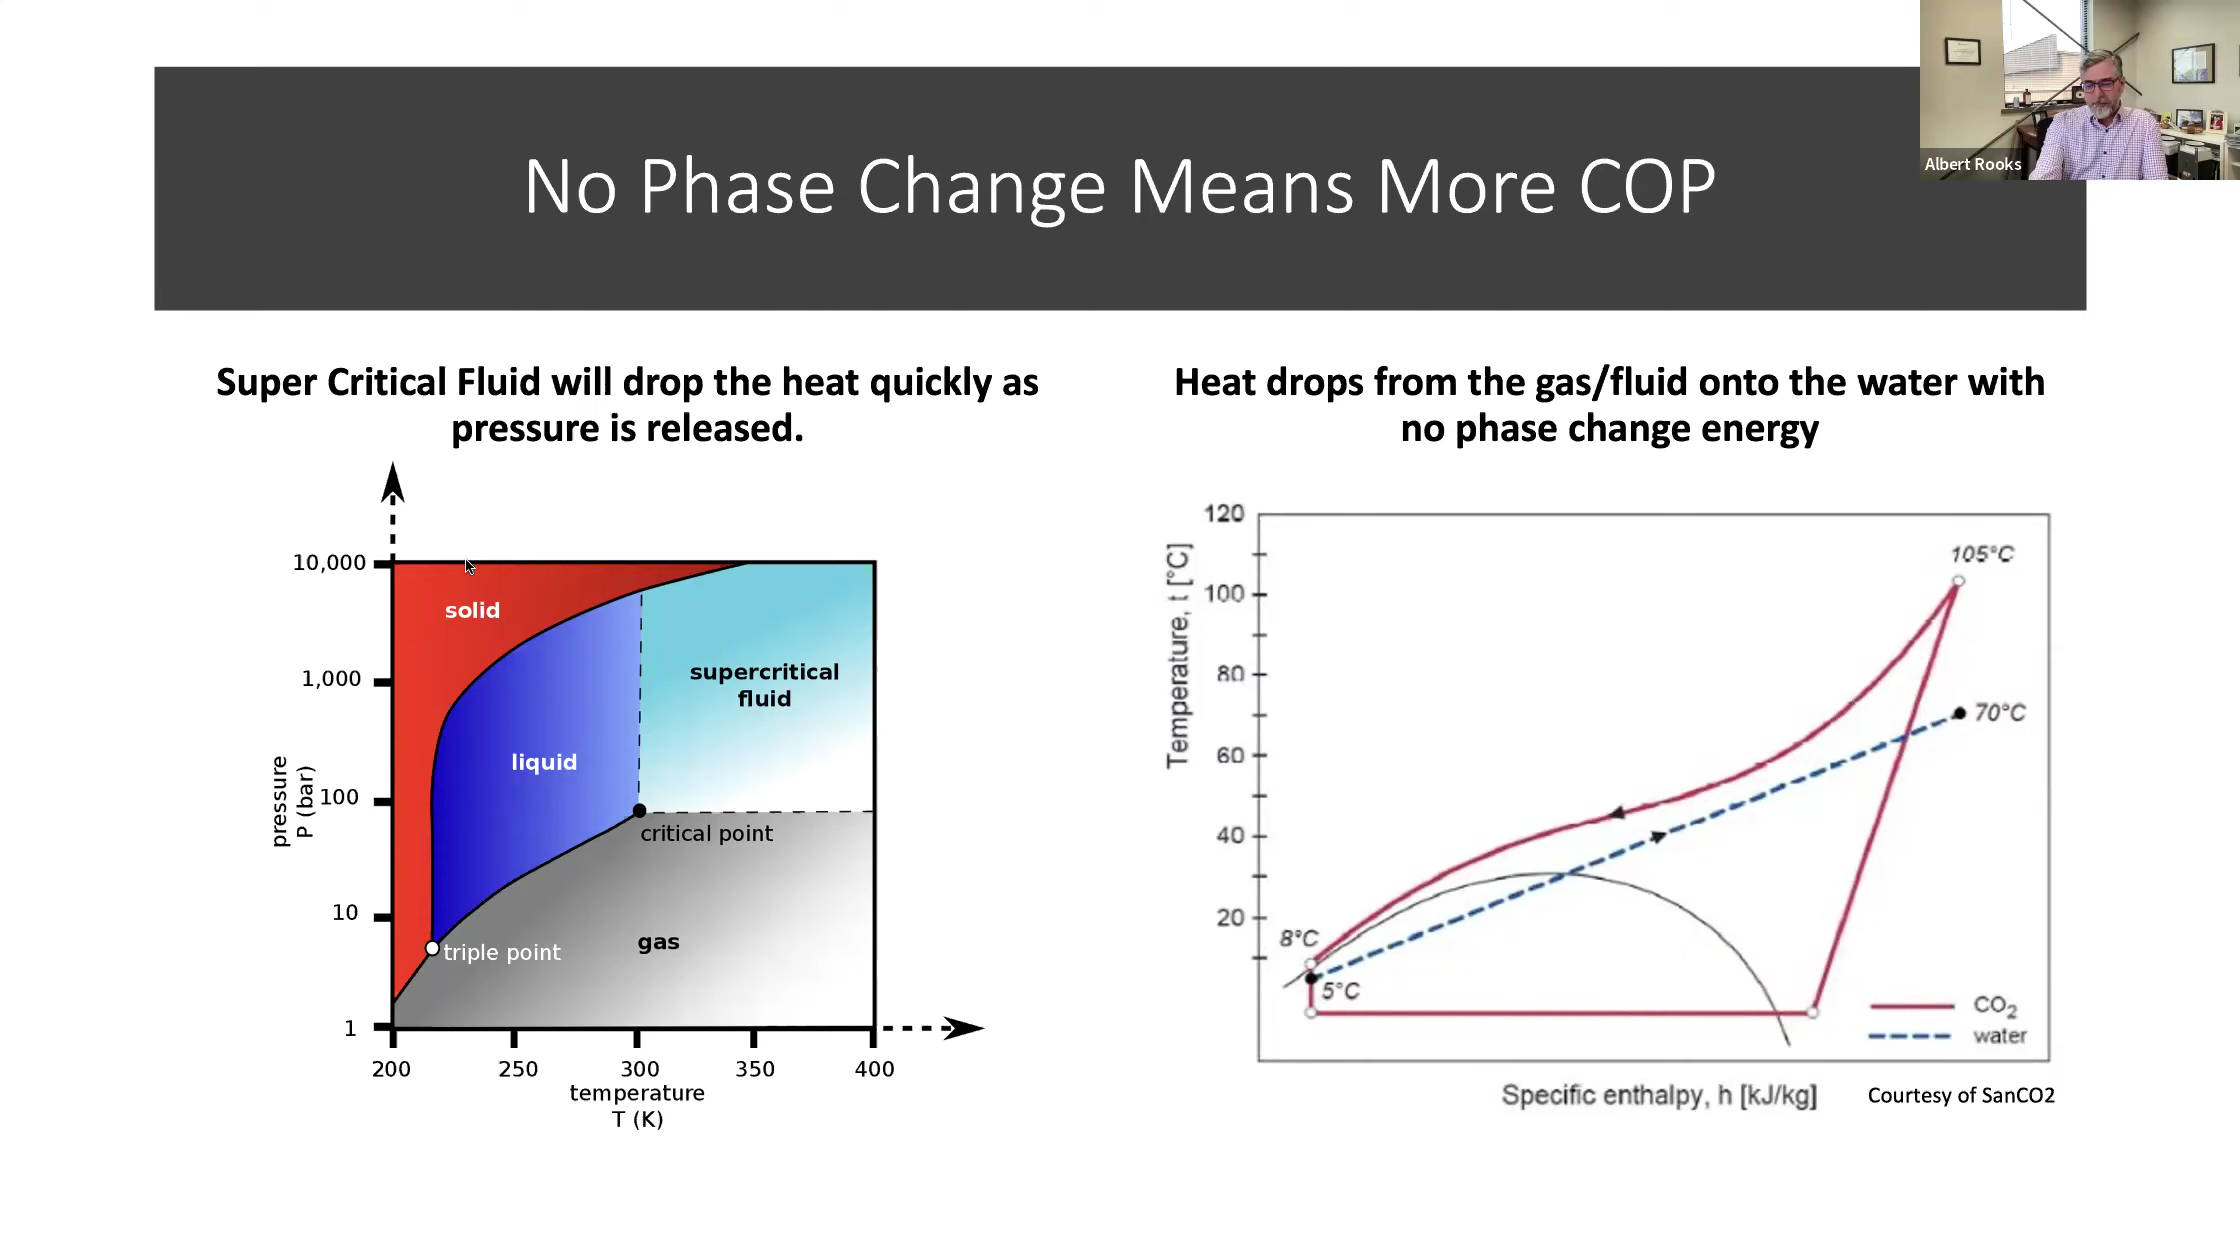 Albert Rooks
No Phase Change Means More COP
Super Critical Fluid will drop the heat quickly as
pressure is released.
10,000
1,000
100
10
1
pressure
P (bar)
solid
liquid
supercritical
fluid
critical point
gas
triple point
200 250 300 350 400
temperature
T (K)
Heat drops from the gas/fluid onto the water with
no phase change energy
120
100
80
60
40
20
Temperature, t [°C]
105°C
70°C
8°C
5°C
CO2
water
Specific enthalpy, h [kJ/kg]
Courtesy of SanCO2